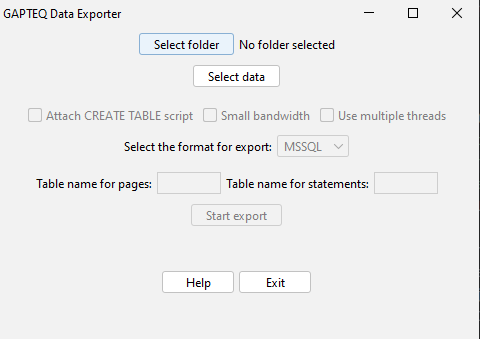 GAPTEQ Data Exporter
Select folder No folder selected
Select data
Attach CREATE TABLE script Small bandwidth Use multiple threads
Select the format for export: MSSQL
Table name for pages: Table name for statements:
Start export
Help Exit